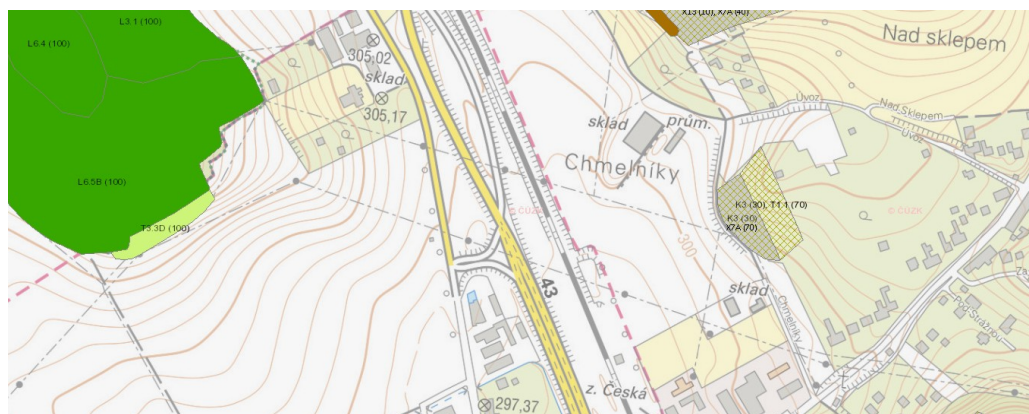 X13 (10), X7A (40)
L3.1 (100)
L6.4 (100)
Nad sklepem
305,02
sklad
305,17
Úvoz
Nad Sklepem
Úvoz
sklad
prům.
Chmelníky
L6.5B (100)
K3 (30), T1.1 (70)
© ČÚZK
© ČÚZK
K3 (30)
X7A (70)
T3.3D (100)
300
43
sklad
Chmelníky
Pod Strážnou
z. Česká
297,37